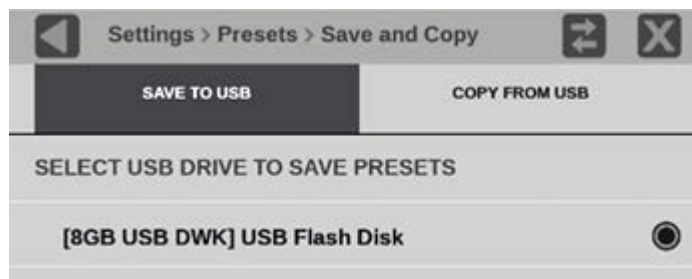 Settings > Presets > Save and Copy
SAVE TO USB
COPY FROM USB
SELECT USB DRIVE TO SAVE PRESETS
[8GB USB DWK] USB Flash Disk